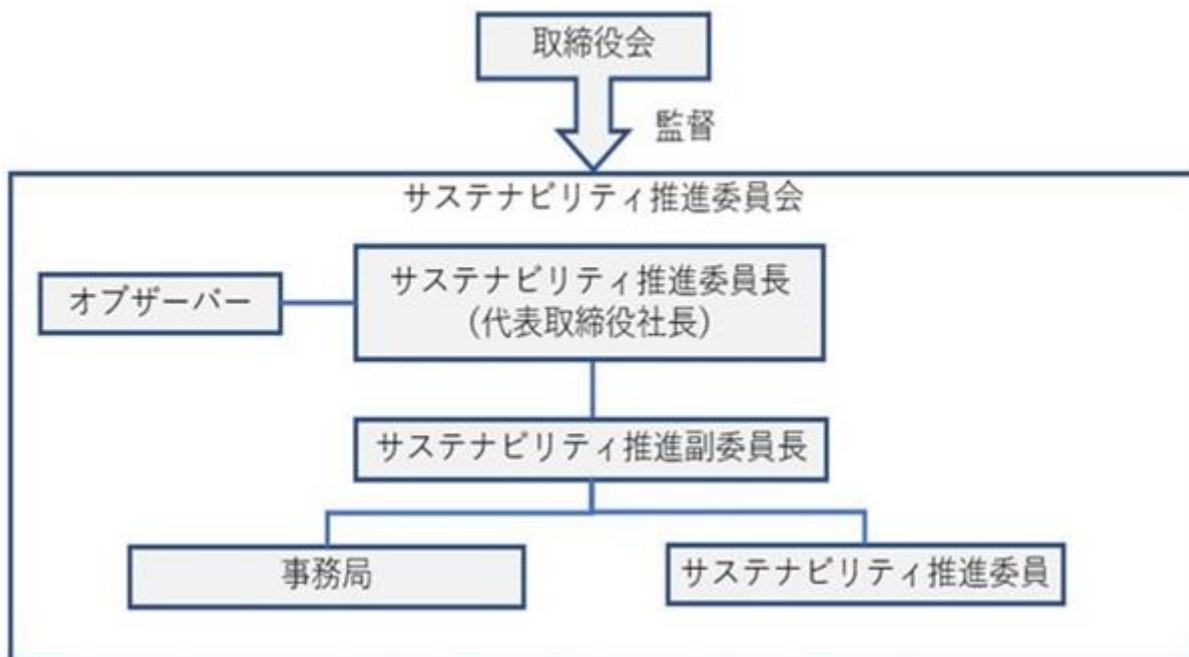 取締役会
監督
サステナビリティ推進委員会
オブザーバー
サステナビリティ推進委員長
（代表取締役社長）
サステナビリティ推進副委員長
事務局
サステナビリティ推進委員